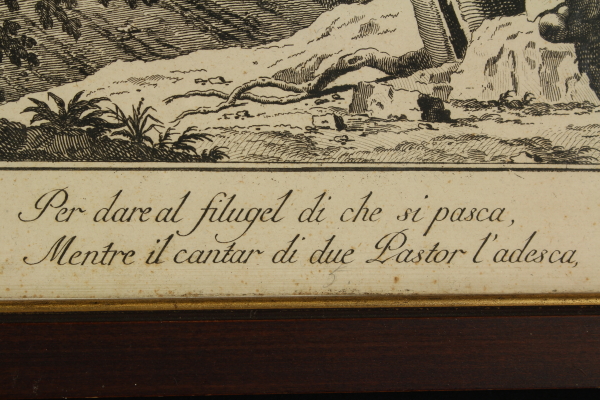 Per dare al filugel di che si pasca,
Mentre il cantar di due Pastor l'adesca,